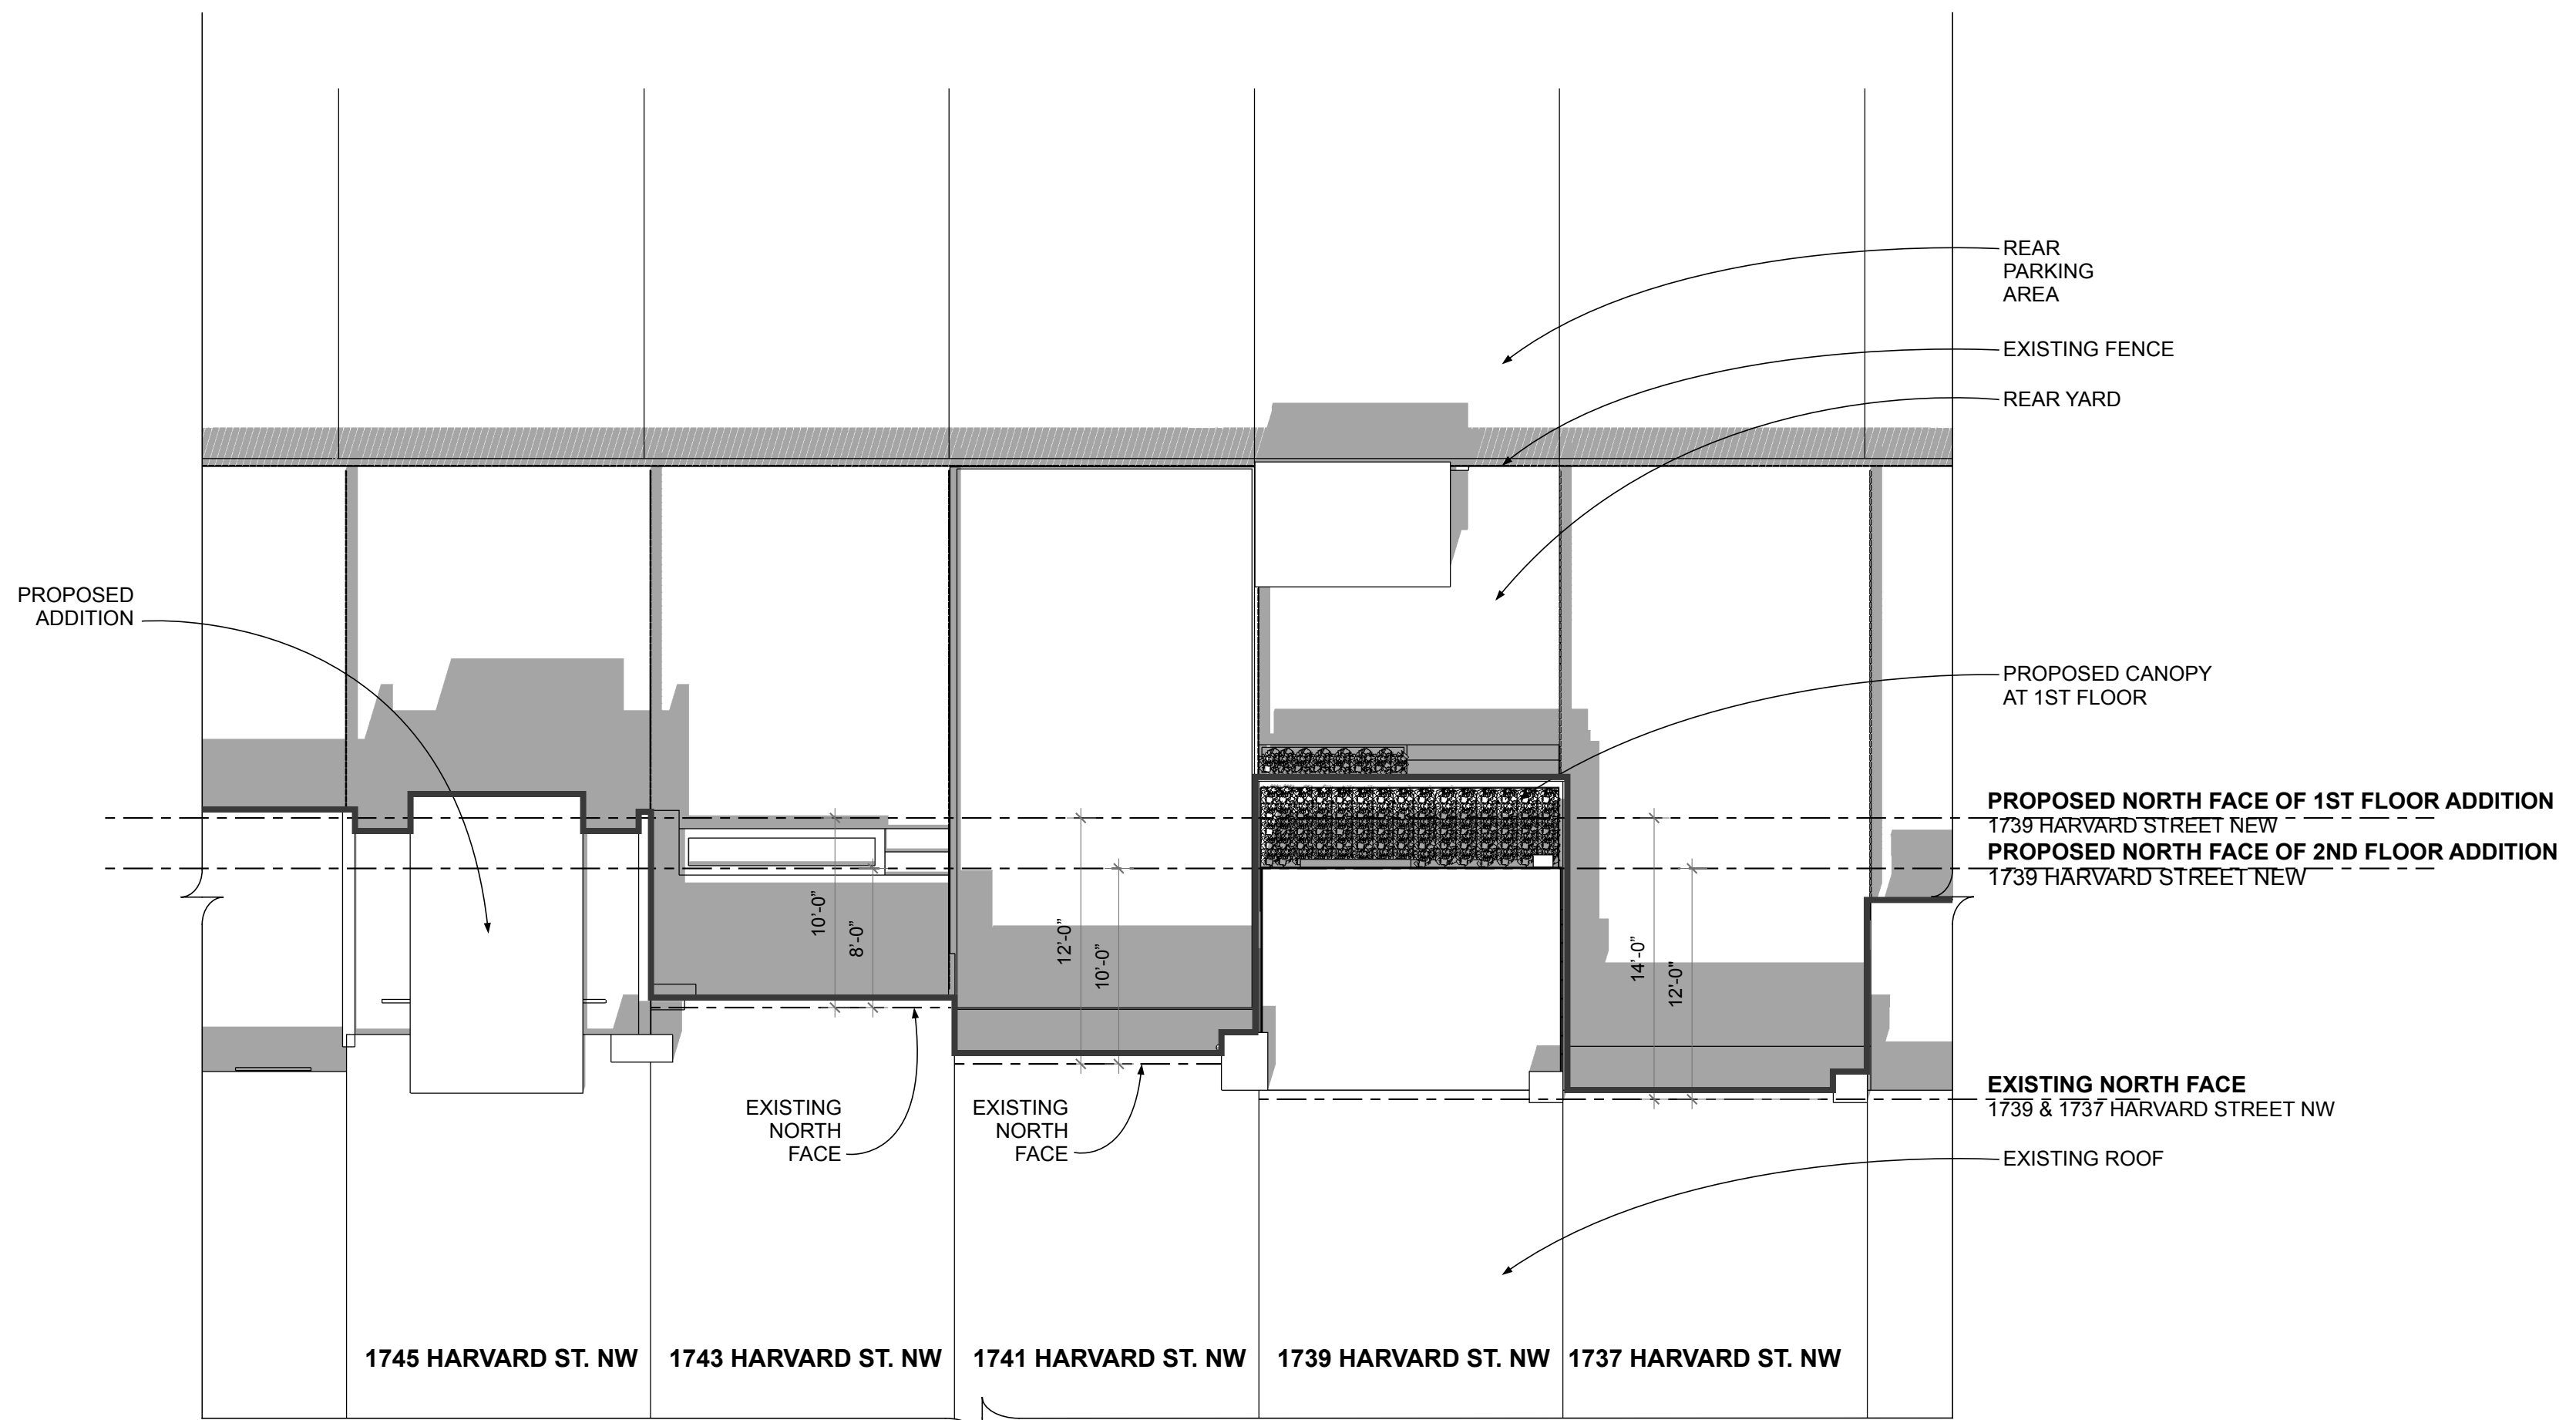 REAR
PARKING
AREA
EXISTING FENCE
REAR YARD
PROPOSED
ADDITION
PROPOSED CANOPY
AT 1ST FLOOR
PROPOSED NORTH FACE OF 1ST FLOOR ADDITION
1739 HARVARD STREET NEW
PROPOSED NORTH FACE OF 2ND FLOOR ADDITION
1739 HARVARD STREET NEW
10'-0"
8'-0"
12'-0"
10'-0"
14'-0"
12'-0"
EXISTING
NORTH
FACE
EXISTING
NORTH
FACE
EXISTING NORTH FACE
1739 & 1737 HARVARD STREET NW
EXISTING ROOF
1745 HARVARD ST. NW
1743 HARVARD ST. NW
1741 HARVARD ST. NW
1739 HARVARD ST. NW
1737 HARVARD ST. NW